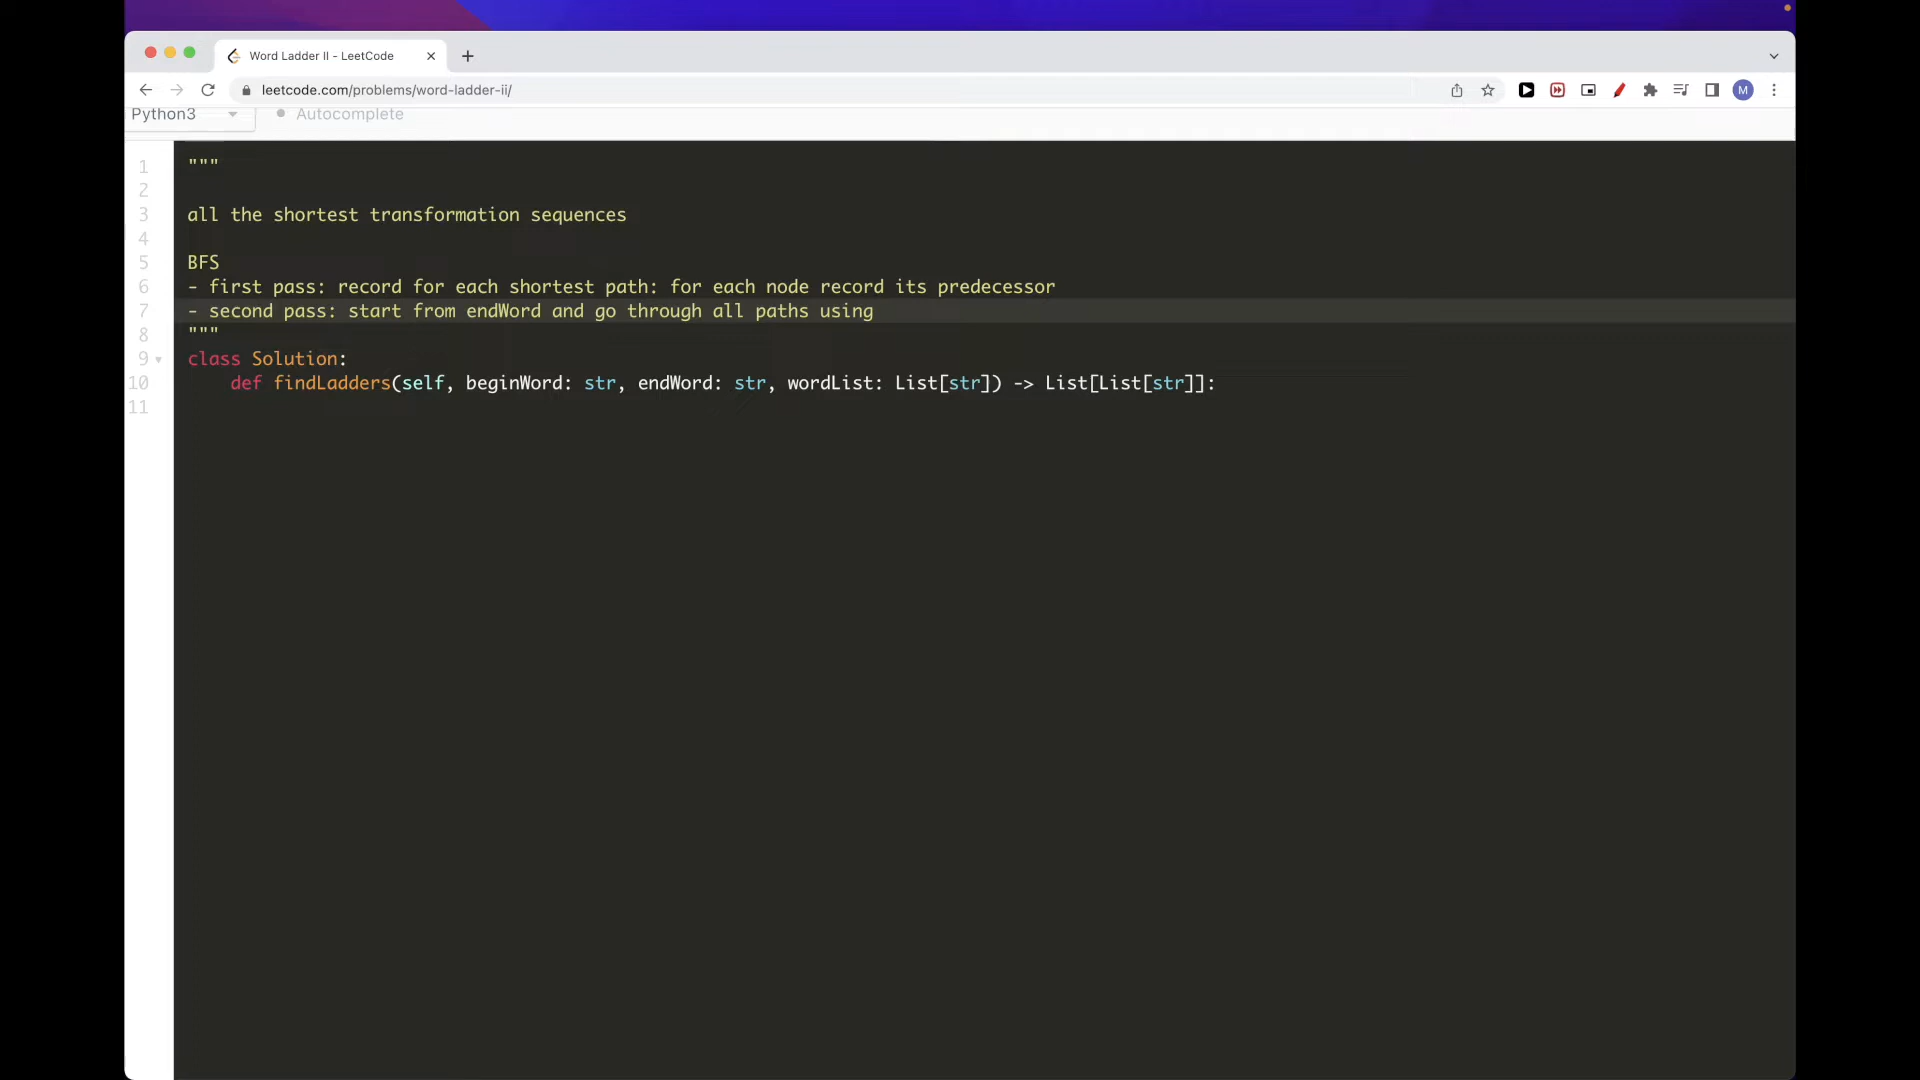 Word Ladder II - LeetCode
leetcode.com/problems/word-ladder-ii/
M
Python3
Autocomplete
1 """
2
3 all the shortest transformation sequences
4
5 BFS
6 - first pass: record for each shortest path: for each node record its predecessor
7 - second pass: start from endWord and go through all paths using
8 """
9 class Solution:
10 def findLadders(self, beginWord: str, endWord: str, wordList: List[str]) -> List[List[str]]:
11